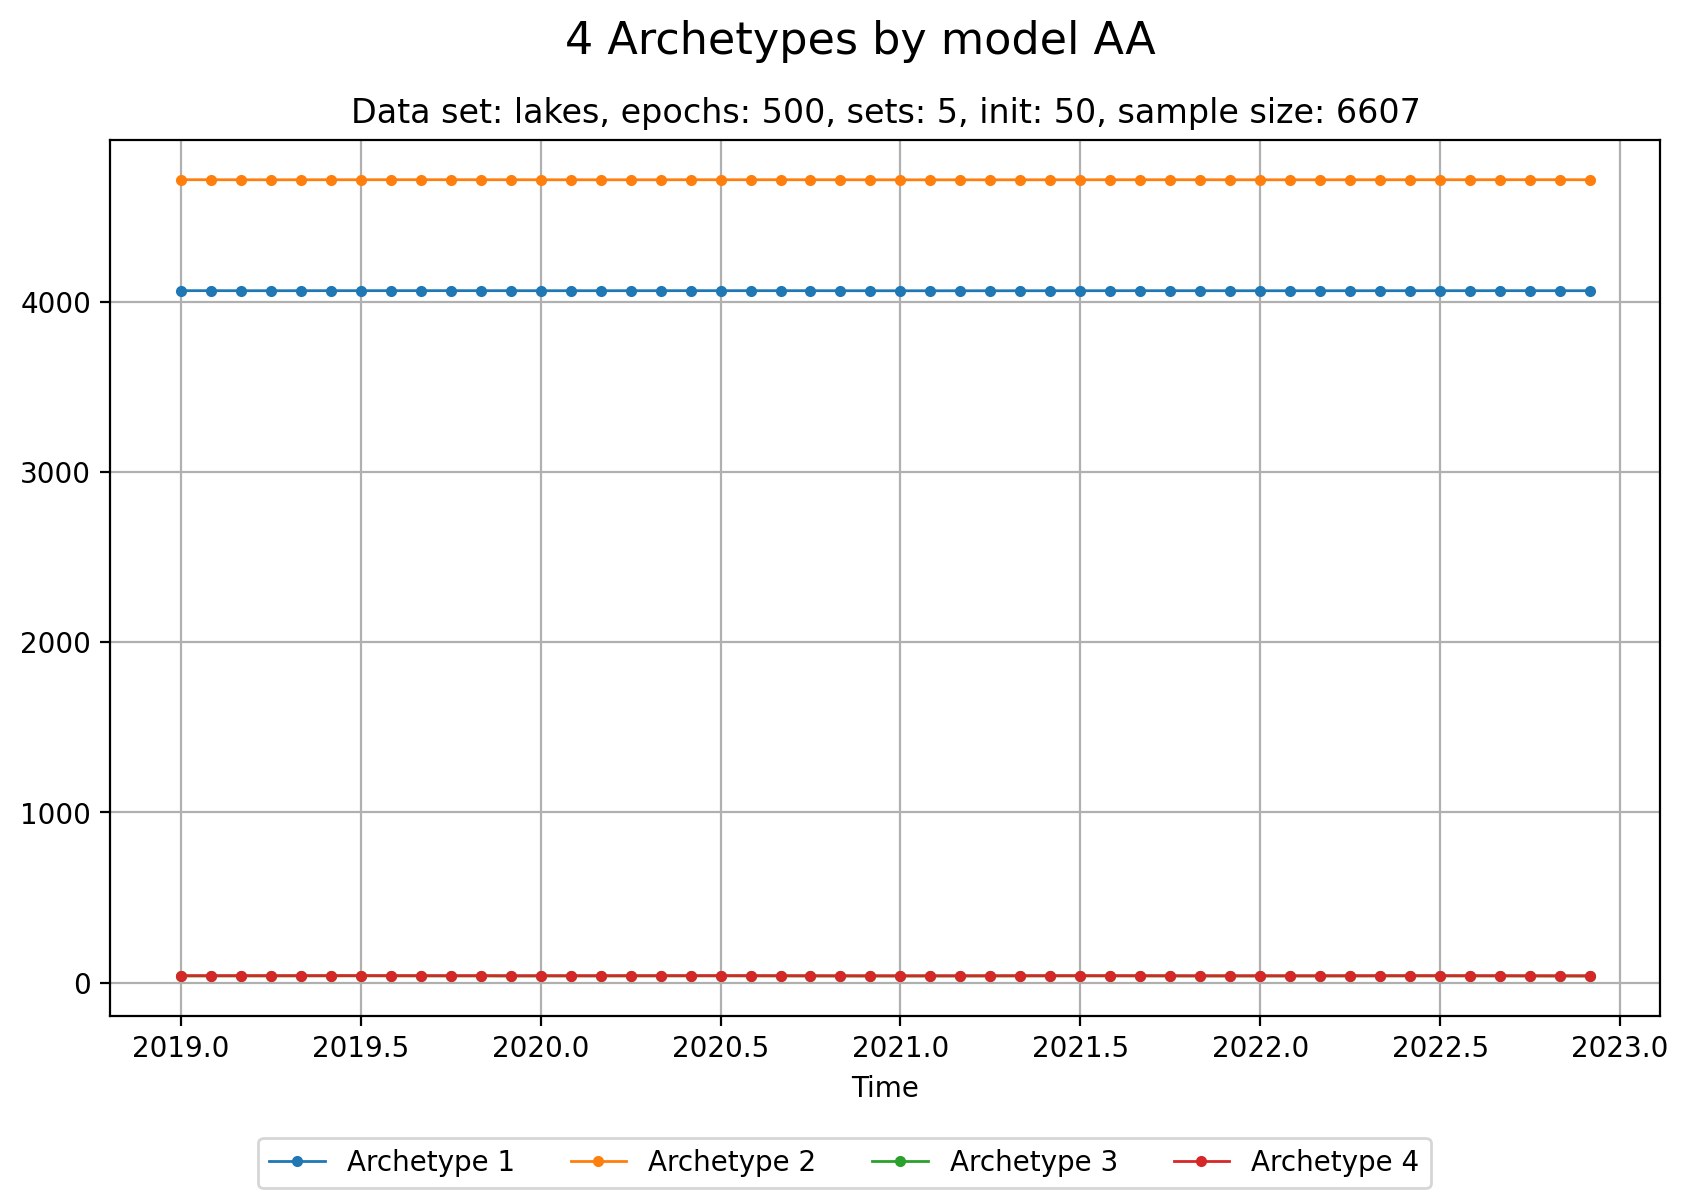 4 Archetypes by model AA
Data set: lakes, epochs: 500, sets: 5, init: 50, sample size: 6607
4000
3000
2000
1000
0
2019.0 2019.5 2020.0 2020.5 2021.0 2021.5 2022.0 2022.5 2023.0
Time
Archetype 1 Archetype 2 Archetype 3 Archetype 4